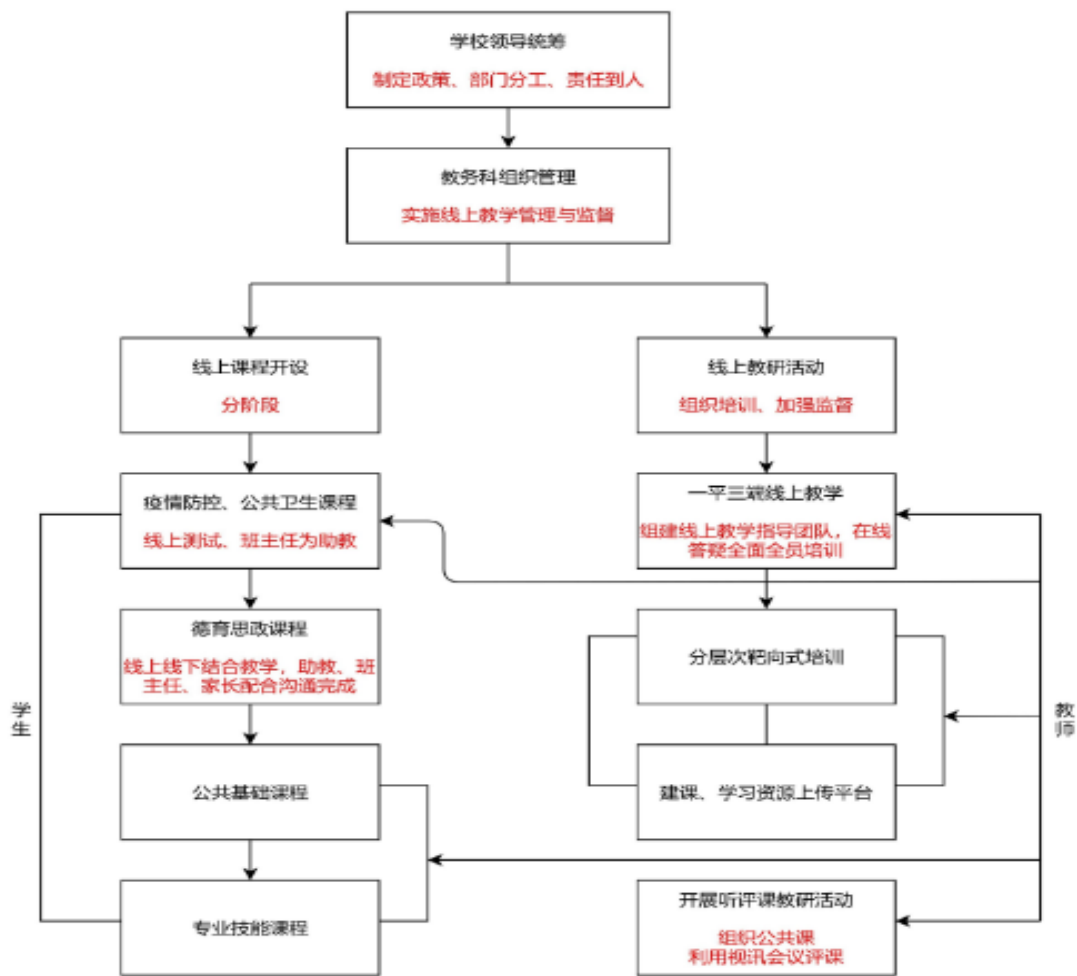 学校领导统筹
制定政策、部门分工、责任到人
教务科组织管理
实施线上教学管理与监督
线上课程开设
分阶段
线上教研活动
组织培训、加强监督
疫情防控、公共卫生课程
线上测试、班主任为助教
一平三端线上教学
组建线上教学指导团队，在线
答疑全面全员培训
德育思政课程
线上线下结合教学，助教、班
主任、家长配合沟通完成
分层次靶向式培训
学生
教师
公共基础课程
建课、学习资源上传平台
专业技能课程
开展听评课教研活动
组织公共课
利用视讯会议评课